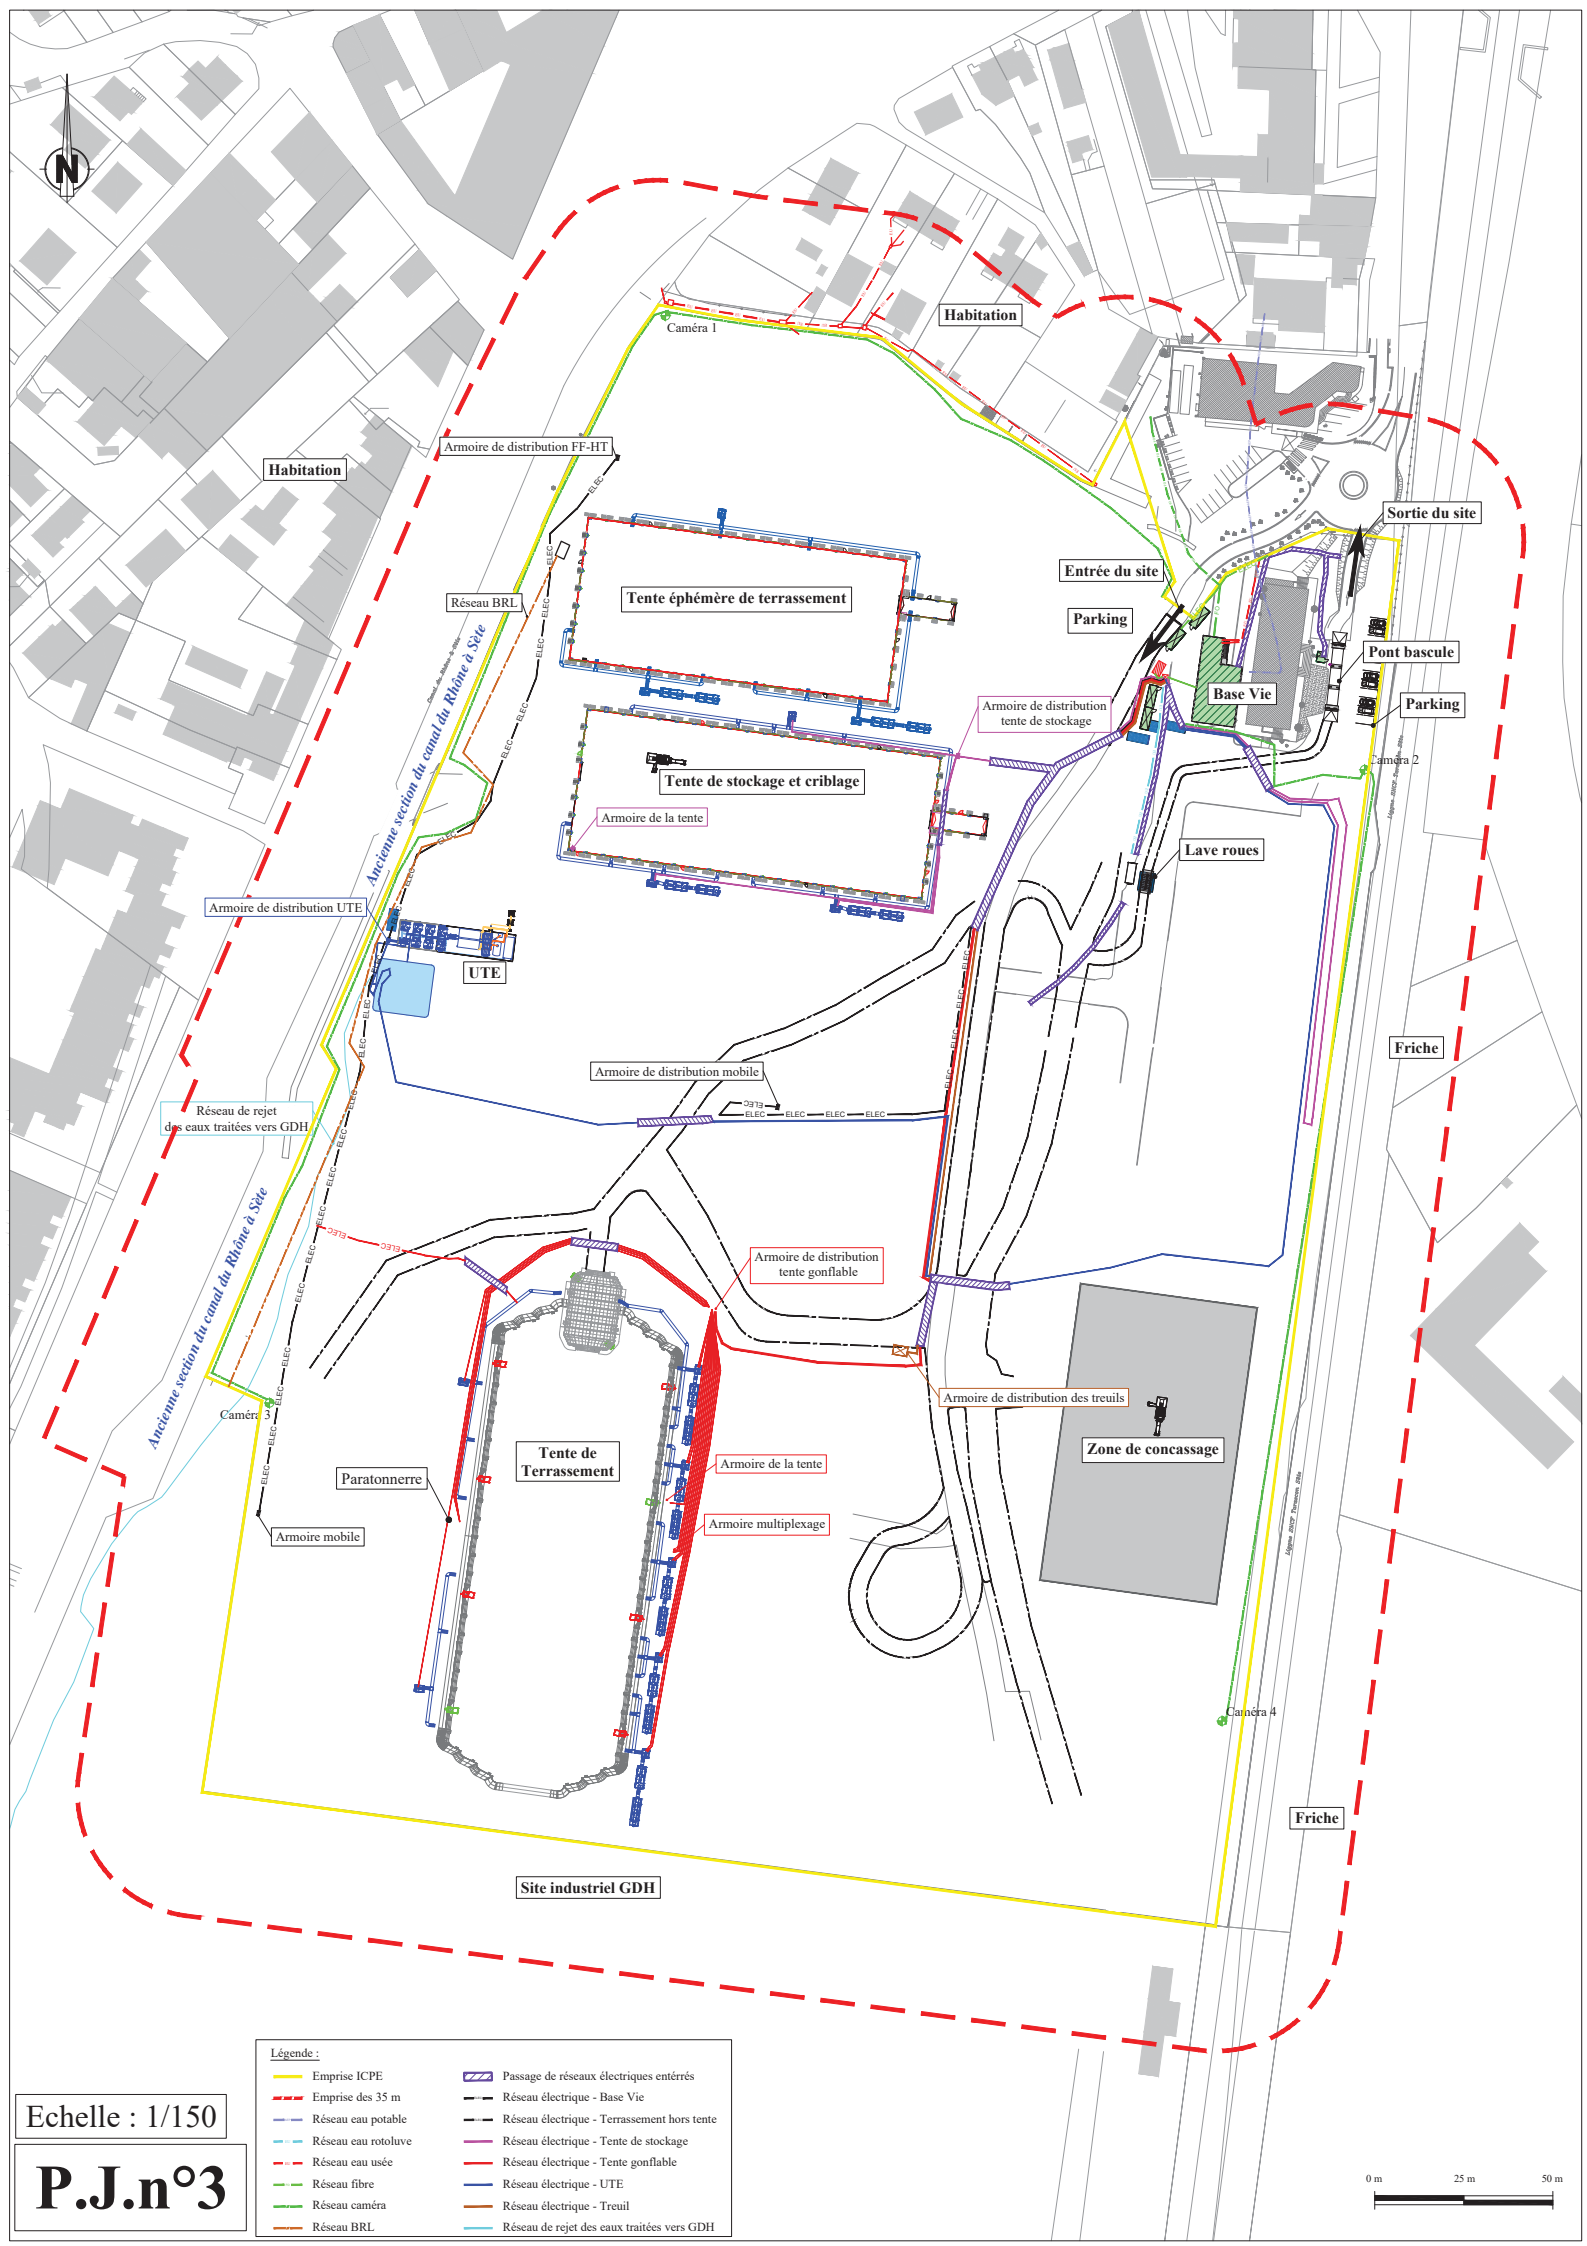 N
Caméra 1
Habitation
Armoire de distribution FF-HT
Habitation
ELEC
Sortie du site
Entrée du site
Tente éphémère de terrassement
Réseau BRL
Parking
Pont bascule
Base Vie
Parking
Armoire de distribution
tente de stockage
Caméra 2
Tente de stockage et criblage
Armoire de la tente
Ancienne section du canal du Rhône à Sète
Lave roues
Armoire de distribution UTE
UTE
Friche
Armoire de distribution mobile
ELEC ELEC ELEC ELEC
Réseau de rejet
des eaux traitées vers GDH
Ancienne section du canal du Rhône à Sète
Armoire de distribution
tente gonflable
Armoire de distribution des treuils
Caméra 3
Zone de concassage
Tente de
Terrassement
Armoire de la tente
Paratonnerre
Armoire multiplexage
Armoire mobile
Caméra 4
Friche
Site industriel GDH
Légende :
Emprise ICPE
Emprise des 35 m
Réseau eau potable
Réseau eau rotoluve
Réseau eau usée
Réseau fibre
Réseau caméra
Réseau BRL
Passage de réseaux électriques entérrés
Réseau électrique - Base Vie
Réseau électrique - Terrassement hors tente
Réseau électrique - Tente de stockage
Réseau électrique - Tente gonflable
Réseau électrique - UTE
Réseau électrique - Treuil
Réseau de rejet des eaux traitées vers GDH
Echelle : 1/150
P.J.n°3
0 m 25 m 50 m